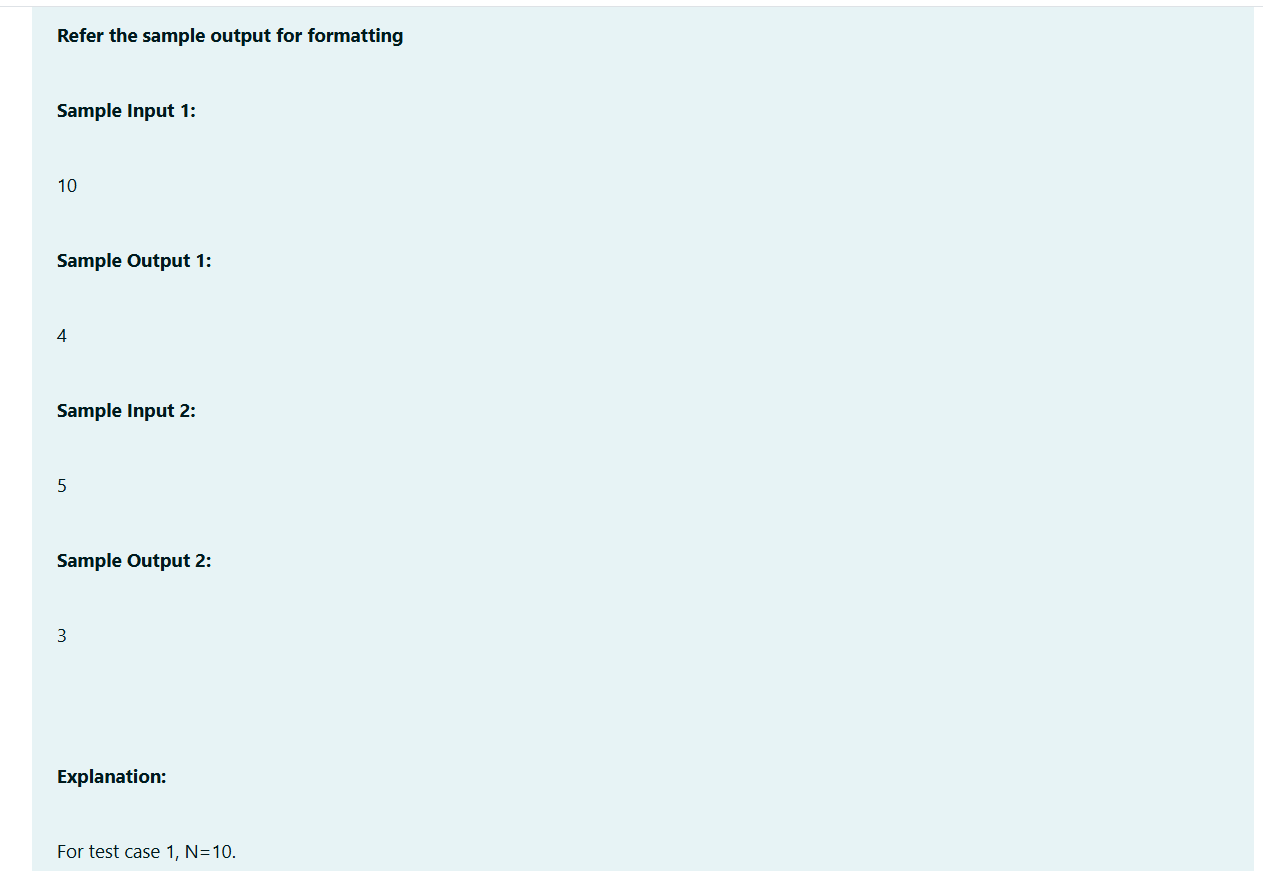 Refer the sample output for formatting
Sample Input 1:
10
Sample Output 1:
4
Sample Input 2:
5
Sample Output 2:
3
Explanation:
For test case 1, N=10.